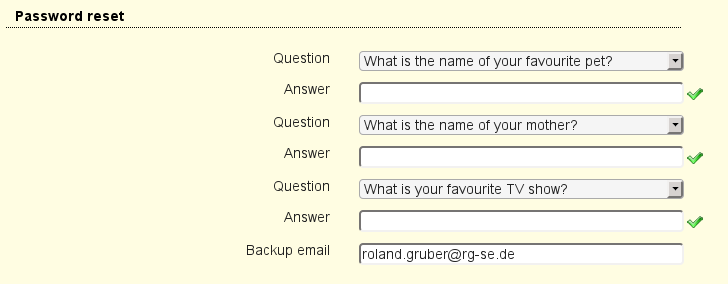 Password reset
Question What is the name of your favourite pet?
Answer
Question What is the name of your mother?
Answer
Question What is your favourite TV show?
Answer
Backup email roland.gruber@rg-se.de